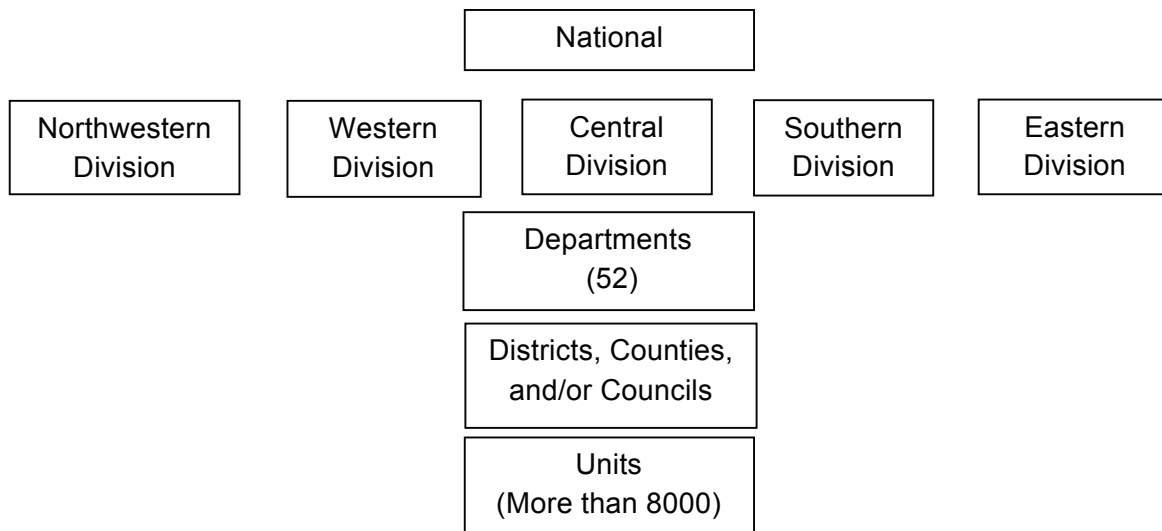 National
Northwestern
Division
Western
Division
Central
Division
Southern
Division
Eastern
Division
Departments
(52)
Districts, Counties,
and/or Councils
Units
(More than 8000)